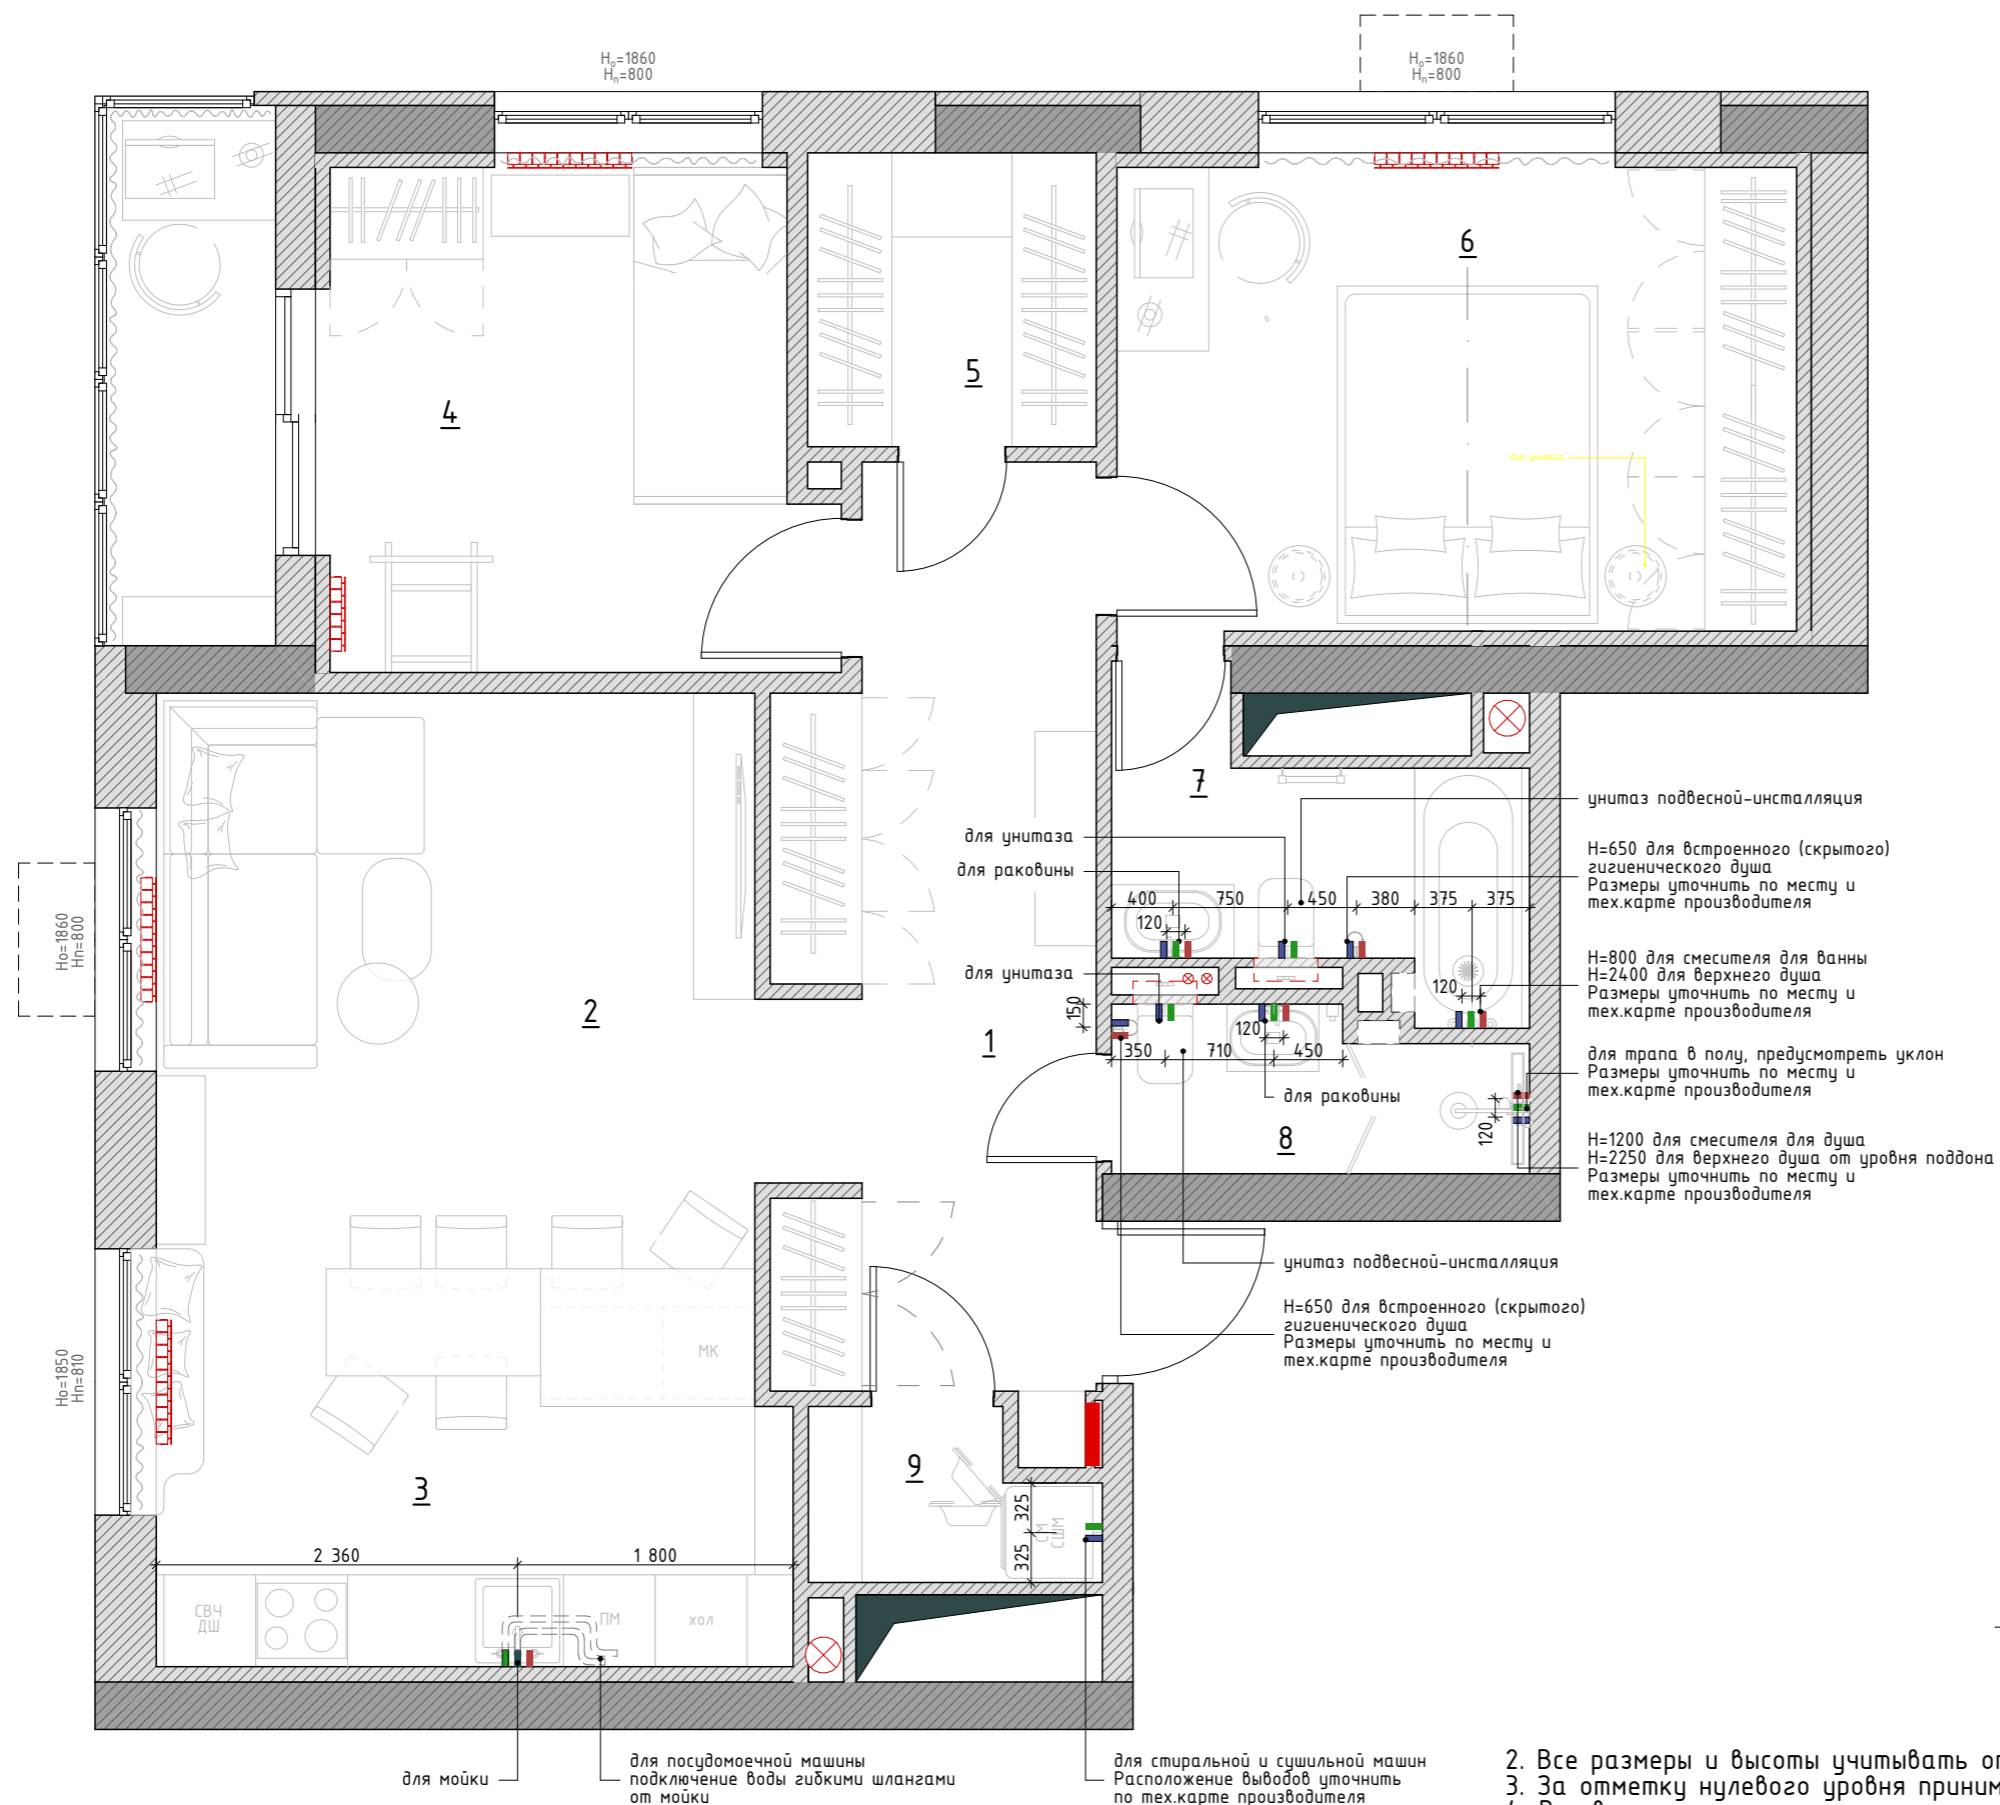 Hₒ=1860
Hₙ=800
Hₒ=1860
Hₙ=800
6
5
4
для унитаза
7
унитаз подвесной-инсталляция
для унитаза
для раковины
H=650 для встроенного (скрытого)
гигиенического душа
Размеры уточнить по месту и
тех.карте производителя
400 750 450 380 375 375
120
Hо=1860
Hп=800
для унитаза
H=800 для смесителя для ванны
H=2400 для верхнего душа
Размеры уточнить по месту и
тех.карте производителя
120
2
1
150
120
350 710 450
для трапа в полу, предусмотреть уклон
Размеры уточнить по месту и
тех.карте производителя
для раковины
8
120
H=1200 для смесителя для душа
H=2250 для верхнего душа от уровня поддона
Размеры уточнить по месту и
тех.карте производителя
унитаз подвесной-инсталляция
H=650 для встроенного (скрытого)
гигиенического душа
Размеры уточнить по месту и
тех.карте производителя
Hо=1850
Hп=810
МК
3
9
325
325
СМ
СШМ
2 360
1 800
СВЧ
ДШ
ПМ
хол
для мойки
для посудомоечной машины
подключение воды гибкими шлангами
от мойки
для стиральной и сушильной машин
Расположение выводов уточнить
по тех.карте производителя
2. Все размеры и высоты учитывать от
3. За отметку нулевого уровня приним